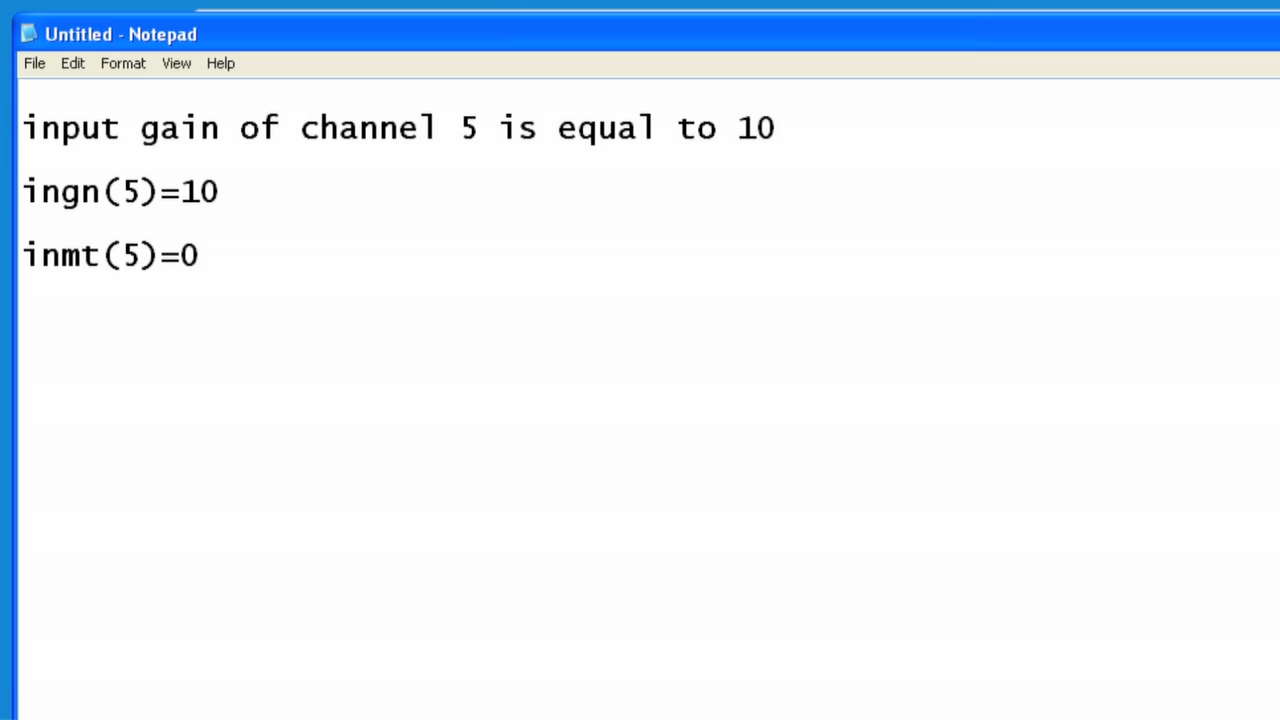 Untitled - Notepad
File Edit Format View Help
input gain of channel 5 is equal to 10
ingn(5)=10
inmt(5)=0